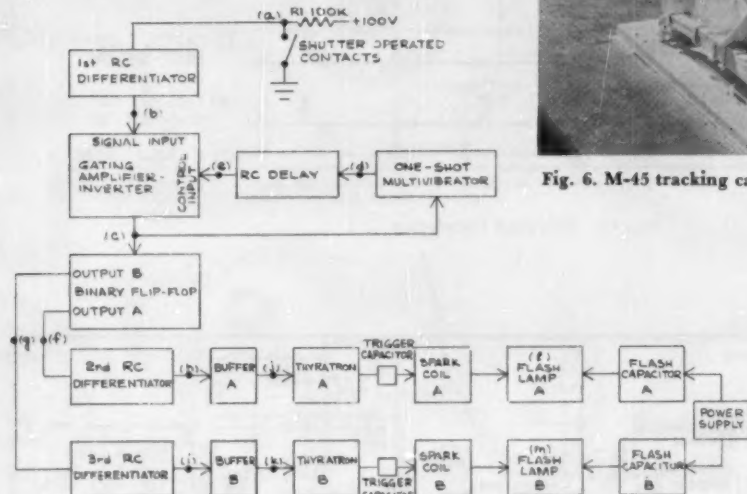 (a) R1 100K +100V
SHUTTER OPERATED
CONTACTS
1st RC
DIFFERENTIATOR
(b)
SIGNAL INPUT
GATING
AMPLIFIER-
INVERTER
CONTROL
INPUT
(e)
RC DELAY
(d)
ONE-SHOT
MULTIVIBRATOR
Fig. 6. M-45 tracking
(c)
OUTPUT B
BINARY FLIP-FLOP
OUTPUT A
(g) (f)
2nd RC
DIFFERENTIATOR
(h)
BUFFER
A
THYRATRON
A
TRIGGER
CAPACITOR
SPARK
COIL
A
(l)
FLASH
LAMP
A
FLASH
CAPACITOR
A
POWER
SUPPLY
3rd RC
DIFFERENTIATOR
(j)
BUFFER
B
(k)
THYRATRON
B
TRIGGER
SPARK
COIL
B
(m)
FLASH
LAMP
B
FLASH
CAPACITOR
B